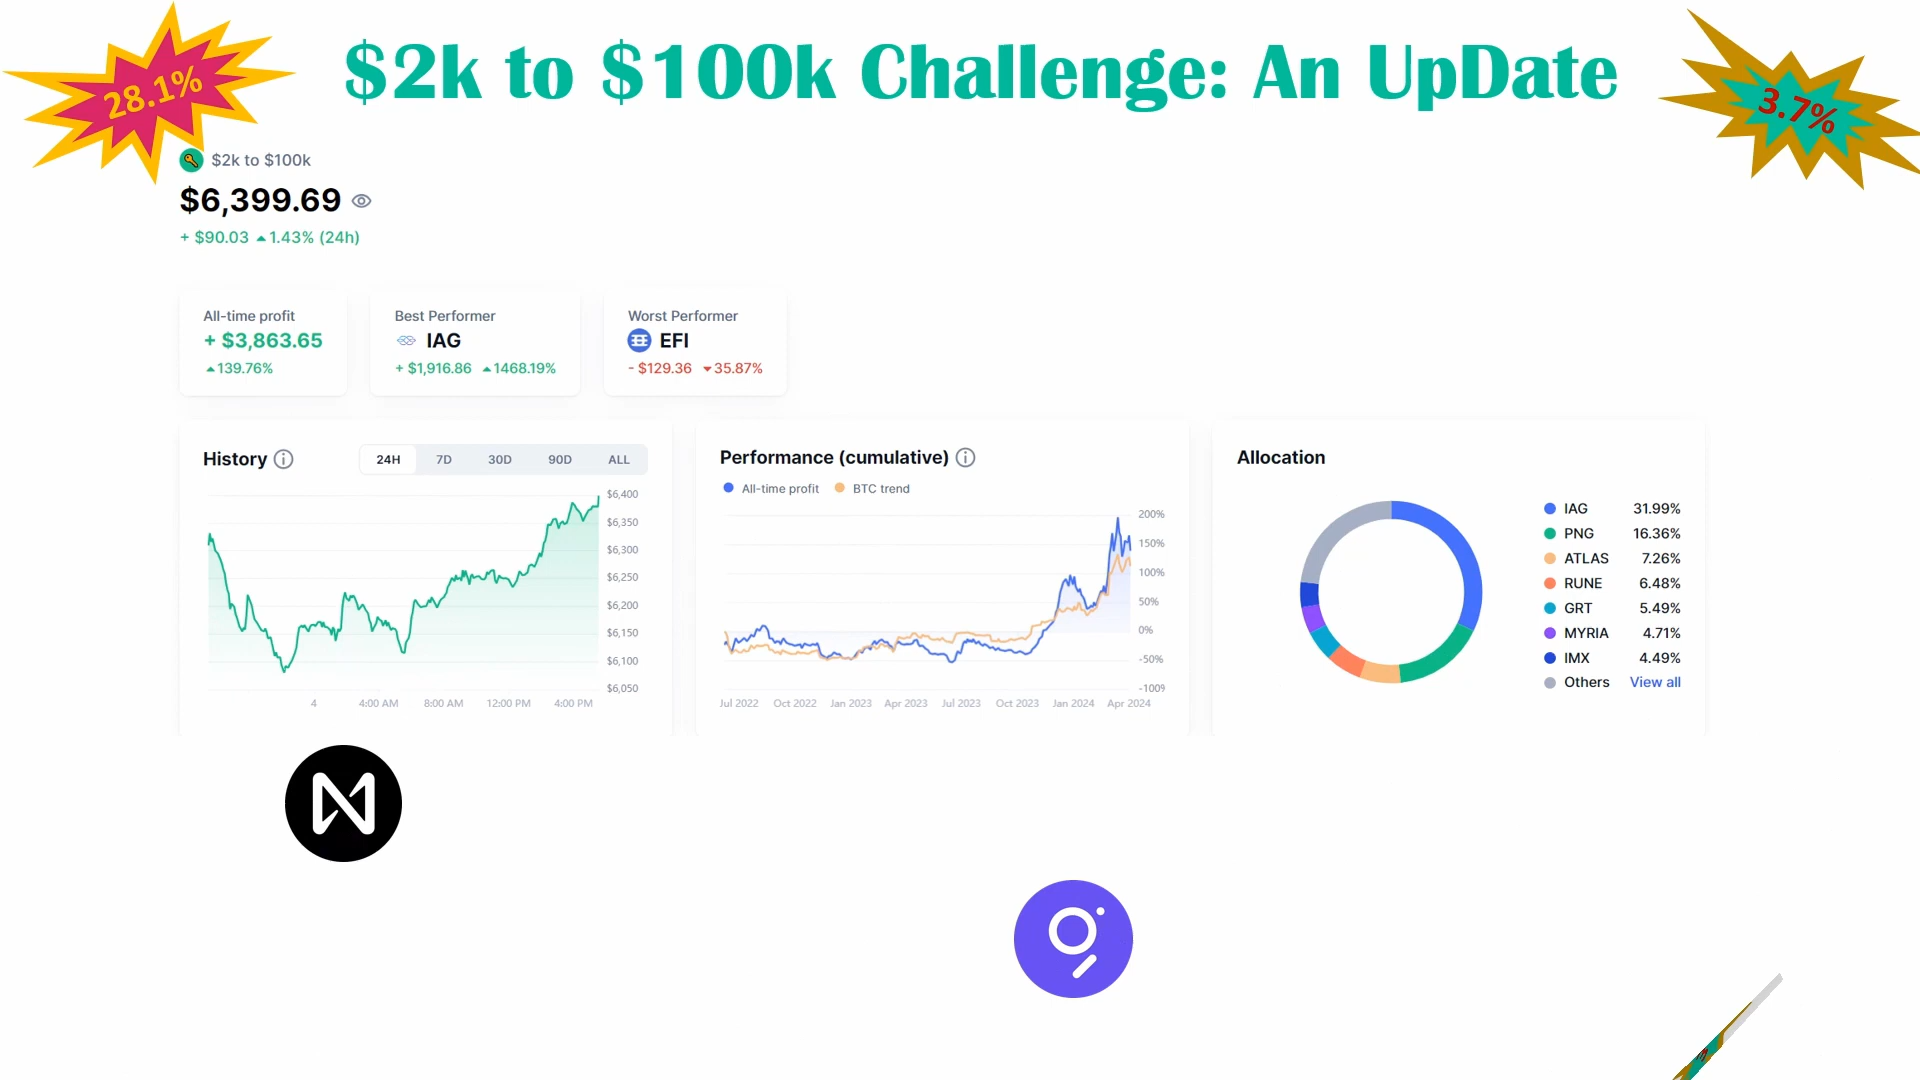 $2k to $100k Challenge: An UpDate
28.1%
3.7%
$2k to $100k
$6,399.69
+ $90.03 ▲1.43% (24h)
All-time profit
+ $3,863.65
▲139.76%
Best Performer
IAG
+ $1,916.86 ▲1468.19%
Worst Performer
EFI
- $129.36 ▼35.87%
History
24H 7D 30D 90D ALL
$6,400
$6,350
$6,300
$6,250
$6,200
$6,150
$6,100
$6,050
4 4:00 AM 8:00 AM 12:00 PM 4:00 PM
Performance (cumulative)
All-time profit BTC trend
200%
150%
100%
50%
0%
-50%
-100%
Jul 2022 Oct 2022 Jan 2023 Apr 2023 Jul 2023 Oct 2023 Jan 2024 Apr 2024
Allocation
IAG 31.99%
PNG 16.36%
ATLAS 7.26%
RUNE 6.48%
GRT 5.49%
MYRIA 4.71%
IMX 4.49%
Others View all